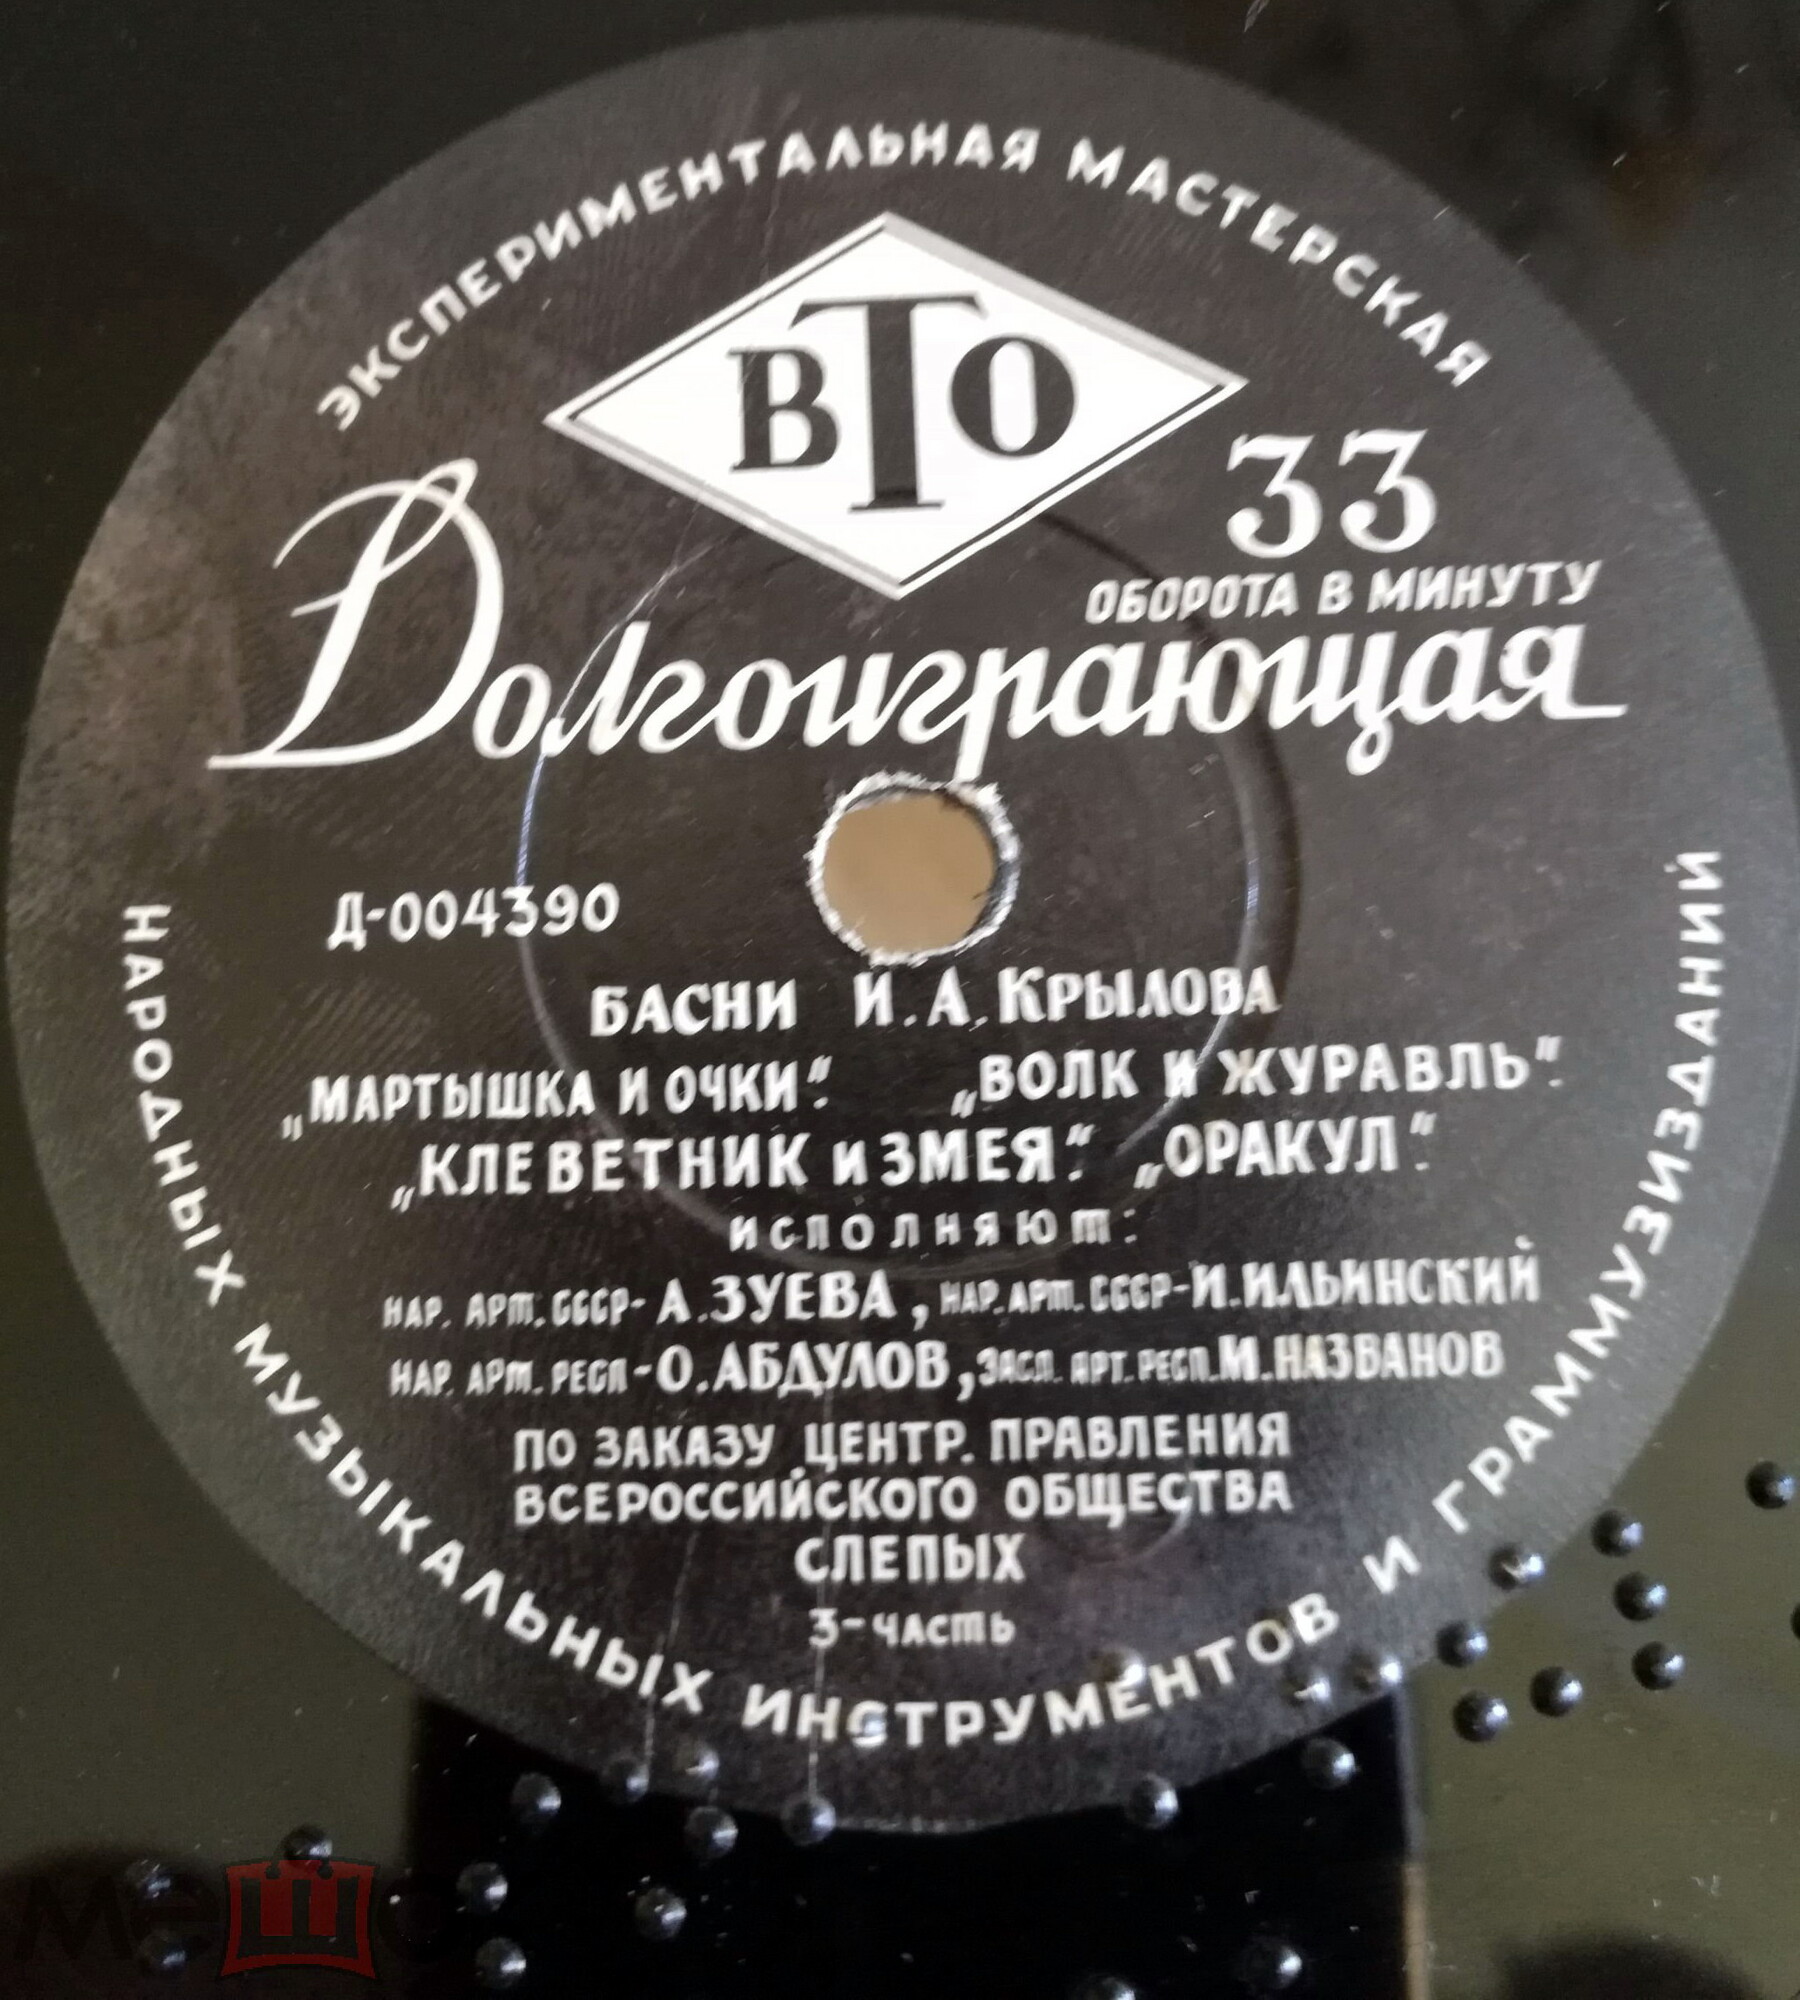 ЭКСПЕРИМЕНТАЛЬНАЯ МАСТЕРСКАЯ
ВТО
33
ОБОРОТА В МИНУТУ
Долгоиграющая
Д-004390
БАСНИ И.А.КРЫЛОВА
„МАРТЫШКА И ОЧКИ“. „ВОЛК И ЖУРАВЛЬ“.
„КЛЕВЕТНИК и ЗМЕЯ“. „ОРАКУЛ“.
исполняют:
НАР. АРТ. СССР-А.ЗУЕВА, НАР.АРТ.СССР-И.ИЛЬИНСКИЙ
НАР. АРТ. РЕСП-О.АБДУЛОВ, ЗАСЛ. АРТ.РЕСП.М.НАЗВАНОВ
ПО ЗАКАЗУ ЦЕНТР. ПРАВЛЕНИЯ
ВСЕРОССИЙСКОГО ОБЩЕСТВА
СЛЕПЫХ
3-часть
НАРОДНЫХ МУЗЫКАЛЬНЫХ ИНСТРУМЕНТОВ И ГРАММУЗИЗДАНИЙ